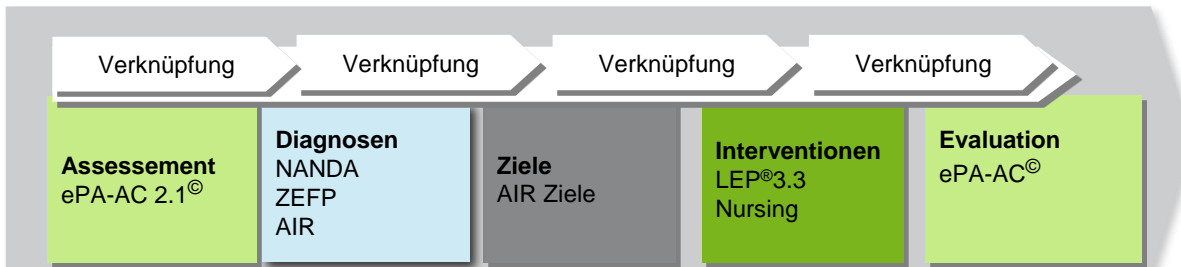 Verknüpfung
Verknüpfung
Verknüpfung
Verknüpfung
Assessement
ePA-AC 2.1©
Diagnosen
NANDA
ZEFP
AIR
Ziele
AIR Ziele
Interventionen
LEP®3.3
Nursing
Evaluation
ePA-AC©